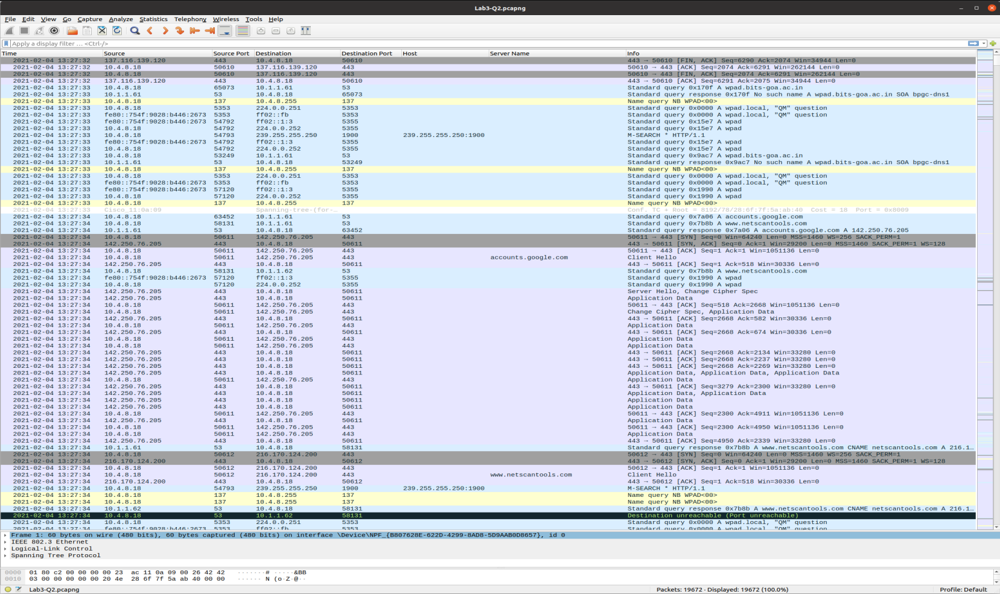 Lab3-Q2.pcapng
File Edit View Go Capture Analyze Statistics Telephony Wireless Tools Help
Apply a display filter … <Ctrl-/>
Time Source Source Port Destination Destination Port Host Server Name Info
2021-02-04 13:27:32 137.116.139.120 443 10.4.8.18 50610 443 → 50610 [FIN, ACK] Seq=6290 Ack=2074 Win=34944 Len=0
2021-02-04 13:27:32 10.4.8.18 50610 137.116.139.120 443 50610 → 443 [ACK] Seq=2074 Ack=6291 Win=262144 Len=0
2021-02-04 13:27:32 10.4.8.18 50610 137.116.139.120 443 50610 → 443 [FIN, ACK] Seq=2074 Ack=6291 Win=262144 Len=0
2021-02-04 13:27:32 137.116.139.120 443 10.4.8.18 50610 443 → 50610 [ACK] Seq=6291 Ack=2075 Win=34944 Len=0
2021-02-04 13:27:33 10.4.8.18 65073 10.1.1.61 53 Standard query 0x170f A wpad.bits-goa.ac.in
2021-02-04 13:27:33 10.1.1.61 53 10.4.8.18 65073 Standard query response 0x170f No such name A wpad.bits-goa.ac.in SOA bpgc-dns1
2021-02-04 13:27:33 10.4.8.18 137 10.4.8.255 137 Name query NB WPAD<00>
2021-02-04 13:27:33 10.4.8.18 5353 224.0.0.251 5353 Standard query 0x0000 A wpad.local, "QM" question
2021-02-04 13:27:33 fe80::754f:9028:b446:2673 5353 ff02::fb 5353 Standard query 0x0000 A wpad.local, "QM" question
2021-02-04 13:27:33 fe80::754f:9028:b446:2673 54792 ff02::1:3 5355 Standard query 0x15e7 A wpad
2021-02-04 13:27:33 10.4.8.18 54792 224.0.0.252 5355 Standard query 0x15e7 A wpad
2021-02-04 13:27:33 10.4.8.18 54793 239.255.255.250 1900 239.255.255.250:1900 M-SEARCH * HTTP/1.1
2021-02-04 13:27:33 fe80::754f:9028:b446:2673 54792 ff02::1:3 5355 Standard query 0x15e7 A wpad
2021-02-04 13:27:33 10.4.8.18 54792 224.0.0.252 5355 Standard query 0x15e7 A wpad
2021-02-04 13:27:33 10.4.8.18 53249 10.1.1.61 53 Standard query 0x9ac7 A wpad.bits-goa.ac.in
2021-02-04 13:27:33 10.1.1.61 53 10.4.8.18 53249 Standard query response 0x9ac7 No such name A wpad.bits-goa.ac.in SOA bpgc-dns1
2021-02-04 13:27:33 10.4.8.18 137 10.4.8.255 137 Name query NB WPAD<00>
2021-02-04 13:27:33 10.4.8.18 5353 224.0.0.251 5353 Standard query 0x0000 A wpad.local, "QM" question
2021-02-04 13:27:33 fe80::754f:9028:b446:2673 5353 ff02::fb 5353 Standard query 0x0000 A wpad.local, "QM" question
2021-02-04 13:27:33 fe80::754f:9028:b446:2673 57120 ff02::1:3 5355 Standard query 0x1990 A wpad
2021-02-04 13:27:33 10.4.8.18 57120 224.0.0.252 5355 Standard query 0x1990 A wpad
2021-02-04 13:27:33 10.4.8.18 137 10.4.8.255 137 Name query NB WPAD<00>
2021-02-04 13:27:33 Cisco_11:0a:09 Spanning-tree-(for-… Conf. TC + Root = 8192/78/28:6f:7f:5a:ab:40 Cost = 18 Port = 0x8009
2021-02-04 13:27:34 10.4.8.18 63452 10.1.1.61 53 Standard query 0x7a06 A accounts.google.com
2021-02-04 13:27:34 10.4.8.18 58131 10.1.1.61 53 Standard query 0x7b8b A www.netscantools.com
2021-02-04 13:27:34 10.1.1.61 53 10.4.8.18 63452 Standard query response 0x7a06 A accounts.google.com A 142.250.76.205
2021-02-04 13:27:34 10.4.8.18 50611 142.250.76.205 443 50611 → 443 [SYN] Seq=0 Win=64240 Len=0 MSS=1460 WS=256 SACK_PERM=1
2021-02-04 13:27:34 142.250.76.205 443 10.4.8.18 50611 443 → 50611 [SYN, ACK] Seq=0 Ack=1 Win=29200 Len=0 MSS=1460 SACK_PERM=1 WS=128
2021-02-04 13:27:34 10.4.8.18 50611 142.250.76.205 443 50611 → 443 [ACK] Seq=1 Ack=1 Win=1051136 Len=0
2021-02-04 13:27:34 10.4.8.18 50611 142.250.76.205 443 accounts.google.com Client Hello
2021-02-04 13:27:34 142.250.76.205 443 10.4.8.18 50611 443 → 50611 [ACK] Seq=1 Ack=518 Win=30336 Len=0
2021-02-04 13:27:34 10.4.8.18 58131 10.1.1.62 53 Standard query 0x7b8b A www.netscantools.com
2021-02-04 13:27:34 fe80::754f:9028:b446:2673 57120 ff02::1:3 5355 Standard query 0x1990 A wpad
2021-02-04 13:27:34 10.4.8.18 57120 224.0.0.252 5355 Standard query 0x1990 A wpad
2021-02-04 13:27:34 142.250.76.205 443 10.4.8.18 50611 Server Hello, Change Cipher Spec
2021-02-04 13:27:34 142.250.76.205 443 10.4.8.18 50611 Application Data
2021-02-04 13:27:34 10.4.8.18 50611 142.250.76.205 443 50611 → 443 [ACK] Seq=518 Ack=2668 Win=1051136 Len=0
2021-02-04 13:27:34 10.4.8.18 50611 142.250.76.205 443 Change Cipher Spec, Application Data
2021-02-04 13:27:34 142.250.76.205 443 10.4.8.18 50611 443 → 50611 [ACK] Seq=2668 Ack=582 Win=30336 Len=0
2021-02-04 13:27:34 10.4.8.18 50611 142.250.76.205 443 Application Data
2021-02-04 13:27:34 142.250.76.205 443 10.4.8.18 50611 443 → 50611 [ACK] Seq=2668 Ack=674 Win=30336 Len=0
2021-02-04 13:27:34 10.4.8.18 50611 142.250.76.205 443 Application Data
2021-02-04 13:27:34 10.4.8.18 50611 142.250.76.205 443 Application Data
2021-02-04 13:27:34 142.250.76.205 443 10.4.8.18 50611 443 → 50611 [ACK] Seq=2668 Ack=2134 Win=33280 Len=0
2021-02-04 13:27:34 142.250.76.205 443 10.4.8.18 50611 443 → 50611 [ACK] Seq=2668 Ack=2237 Win=33280 Len=0
2021-02-04 13:27:34 142.250.76.205 443 10.4.8.18 50611 443 → 50611 [ACK] Seq=2668 Ack=2269 Win=33280 Len=0
2021-02-04 13:27:34 142.250.76.205 443 10.4.8.18 50611 Application Data, Application Data, Application Data
2021-02-04 13:27:34 10.4.8.18 50611 142.250.76.205 443 Application Data
2021-02-04 13:27:34 142.250.76.205 443 10.4.8.18 50611 443 → 50611 [ACK] Seq=3279 Ack=2300 Win=33280 Len=0
2021-02-04 13:27:34 142.250.76.205 443 10.4.8.18 50611 Application Data, Application Data
2021-02-04 13:27:34 142.250.76.205 443 10.4.8.18 50611 Application Data
2021-02-04 13:27:34 142.250.76.205 443 10.4.8.18 50611 Application Data
2021-02-04 13:27:34 10.4.8.18 50611 142.250.76.205 443 50611 → 443 [ACK] Seq=2300 Ack=4911 Win=1051136 Len=0
2021-02-04 13:27:34 142.250.76.205 443 10.4.8.18 50611 Application Data
2021-02-04 13:27:34 10.4.8.18 50611 142.250.76.205 443 50611 → 443 [ACK] Seq=2300 Ack=4950 Win=1051136 Len=0
2021-02-04 13:27:34 10.4.8.18 50611 142.250.76.205 443 Application Data
2021-02-04 13:27:34 142.250.76.205 443 10.4.8.18 50611 443 → 50611 [ACK] Seq=4950 Ack=2339 Win=33280 Len=0
2021-02-04 13:27:34 10.1.1.61 53 10.4.8.18 58131 Standard query response 0x7b8b A www.netscantools.com CNAME netscantools.com A 216.1…
2021-02-04 13:27:34 10.4.8.18 50612 216.170.124.200 443 50612 → 443 [SYN] Seq=0 Win=64240 Len=0 MSS=1460 WS=256 SACK_PERM=1
2021-02-04 13:27:34 216.170.124.200 443 10.4.8.18 50612 443 → 50612 [SYN, ACK] Seq=0 Ack=1 Win=29200 Len=0 MSS=1460 SACK_PERM=1 WS=128
2021-02-04 13:27:34 10.4.8.18 50612 216.170.124.200 443 50612 → 443 [ACK] Seq=1 Ack=1 Win=1051136 Len=0
2021-02-04 13:27:34 10.4.8.18 50612 216.170.124.200 443 www.netscantools.com Client Hello
2021-02-04 13:27:34 216.170.124.200 443 10.4.8.18 50612 443 → 50612 [ACK] Seq=1 Ack=518 Win=30336 Len=0
2021-02-04 13:27:34 10.4.8.18 54793 239.255.255.250 1900 239.255.255.250:1900 M-SEARCH * HTTP/1.1
2021-02-04 13:27:34 10.4.8.18 137 10.4.8.255 137 Name query NB WPAD<00>
2021-02-04 13:27:34 10.4.8.18 137 10.4.8.255 137 Name query NB WPAD<00>
2021-02-04 13:27:34 10.1.1.62 53 10.4.8.18 58131 Standard query response 0x7b8b A www.netscantools.com CNAME netscantools.com A 216.1…
2021-02-04 13:27:34 10.4.8.18 53 10.1.1.62 58131 Destination unreachable (Port unreachable)
2021-02-04 13:27:34 10.4.8.18 5353 224.0.0.251 5353 Standard query 0x0000 A wpad.local, "QM" question
2021-02-04 13:27:34 fe80::754f:9028:b446:2673 5353 ff02::fb 5353 Standard query 0x0000 A wpad.local, "QM" question
Frame 1: 60 bytes on wire (480 bits), 60 bytes captured (480 bits) on interface \Device\NPF_{B807628E-622D-4299-8AD8-5D9AAB0D8657}, id 0
IEEE 802.3 Ethernet
Logical-Link Control
Spanning Tree Protocol
0000 01 80 c2 00 00 00 00 23 ac 11 0a 09 00 26 42 42 ·······# ·····&BB
0010 03 00 00 00 00 00 20 4e 28 6f 7f 5a ab 40 00 00 ······ N (o·Z·@··
Lab3-Q2.pcapng Packets: 19672 · Displayed: 19672 (100.0%) Profile: Default